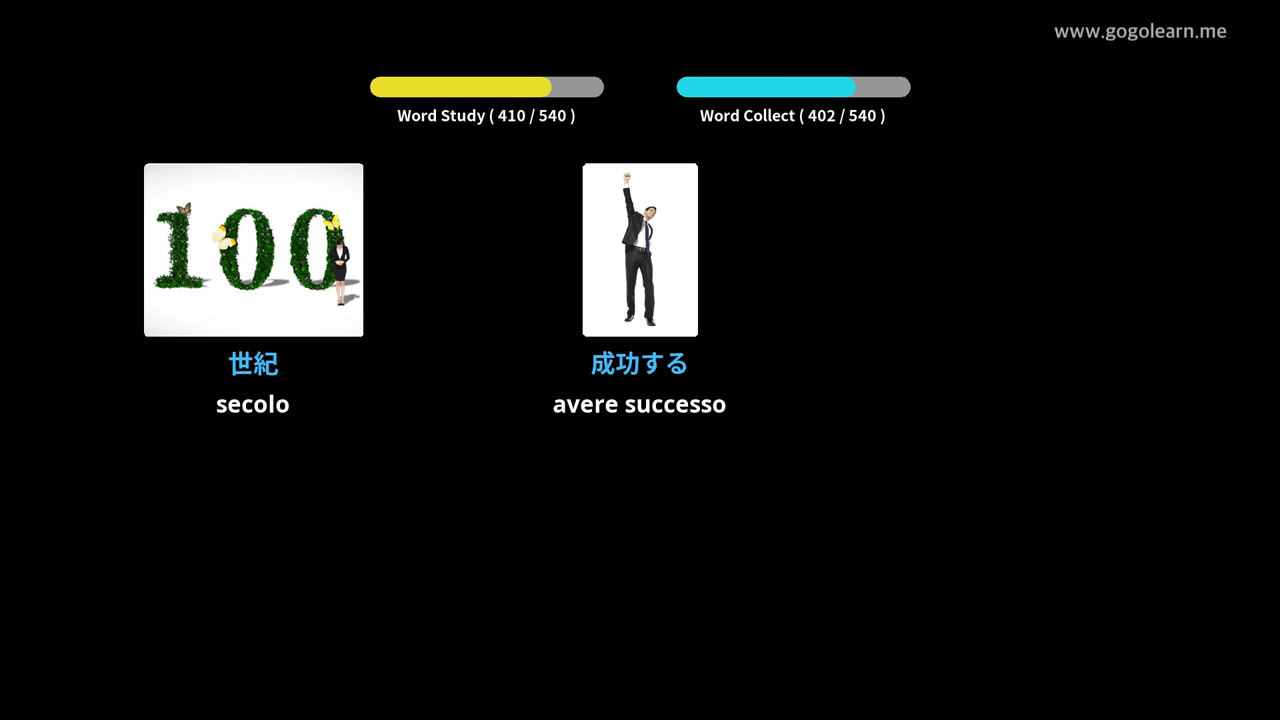 www.gogolearn.me
Word Study ( 410 / 540 )
Word Collect ( 402 / 540 )
100
世紀
secolo
成功する
avere successo